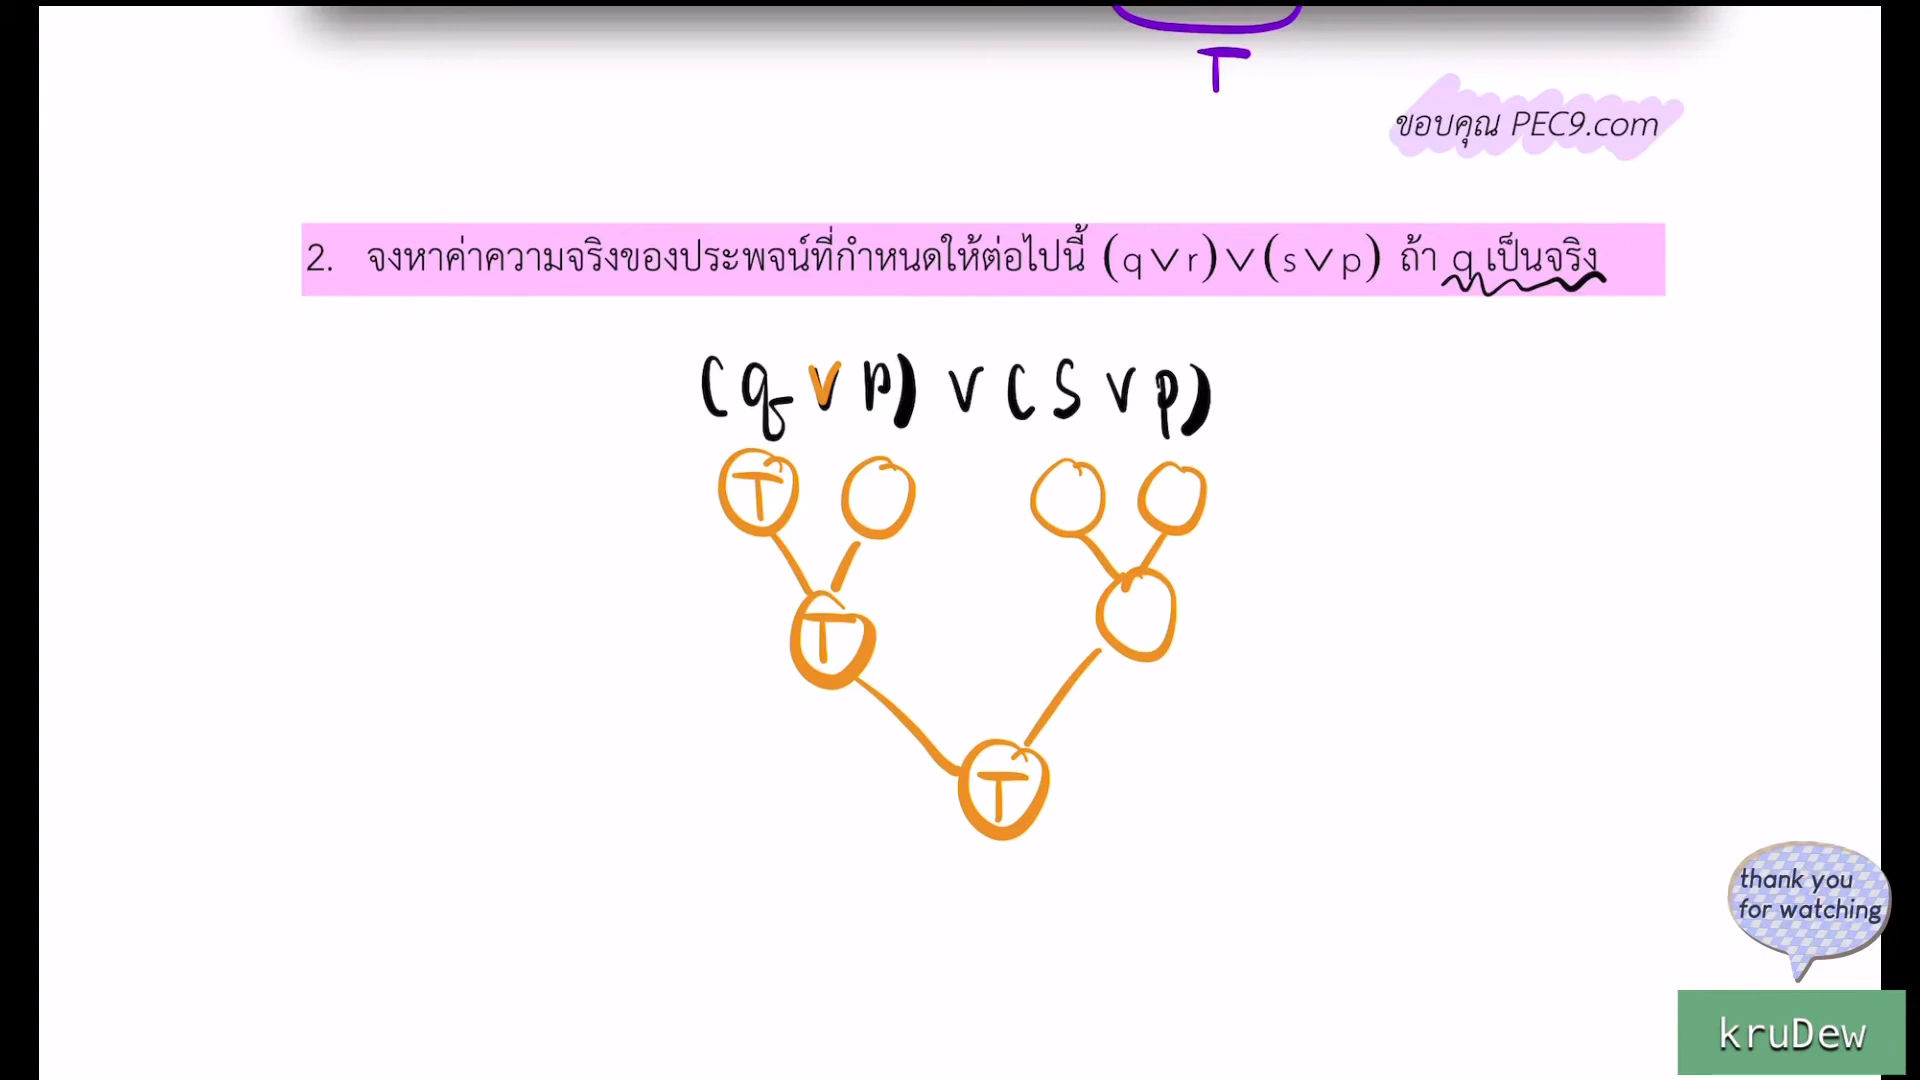 T
ขอบคุณ PEC9.com
2. จงหาค่าความจริงของประพจน์ที่กำหนดให้ต่อไปนี้ (q∨r)∨(s∨p) ถ้า q เป็นจริง
(q ∨ p) ∨ (s ∨ p)
T
T
T
thank you
for watching
kruDew